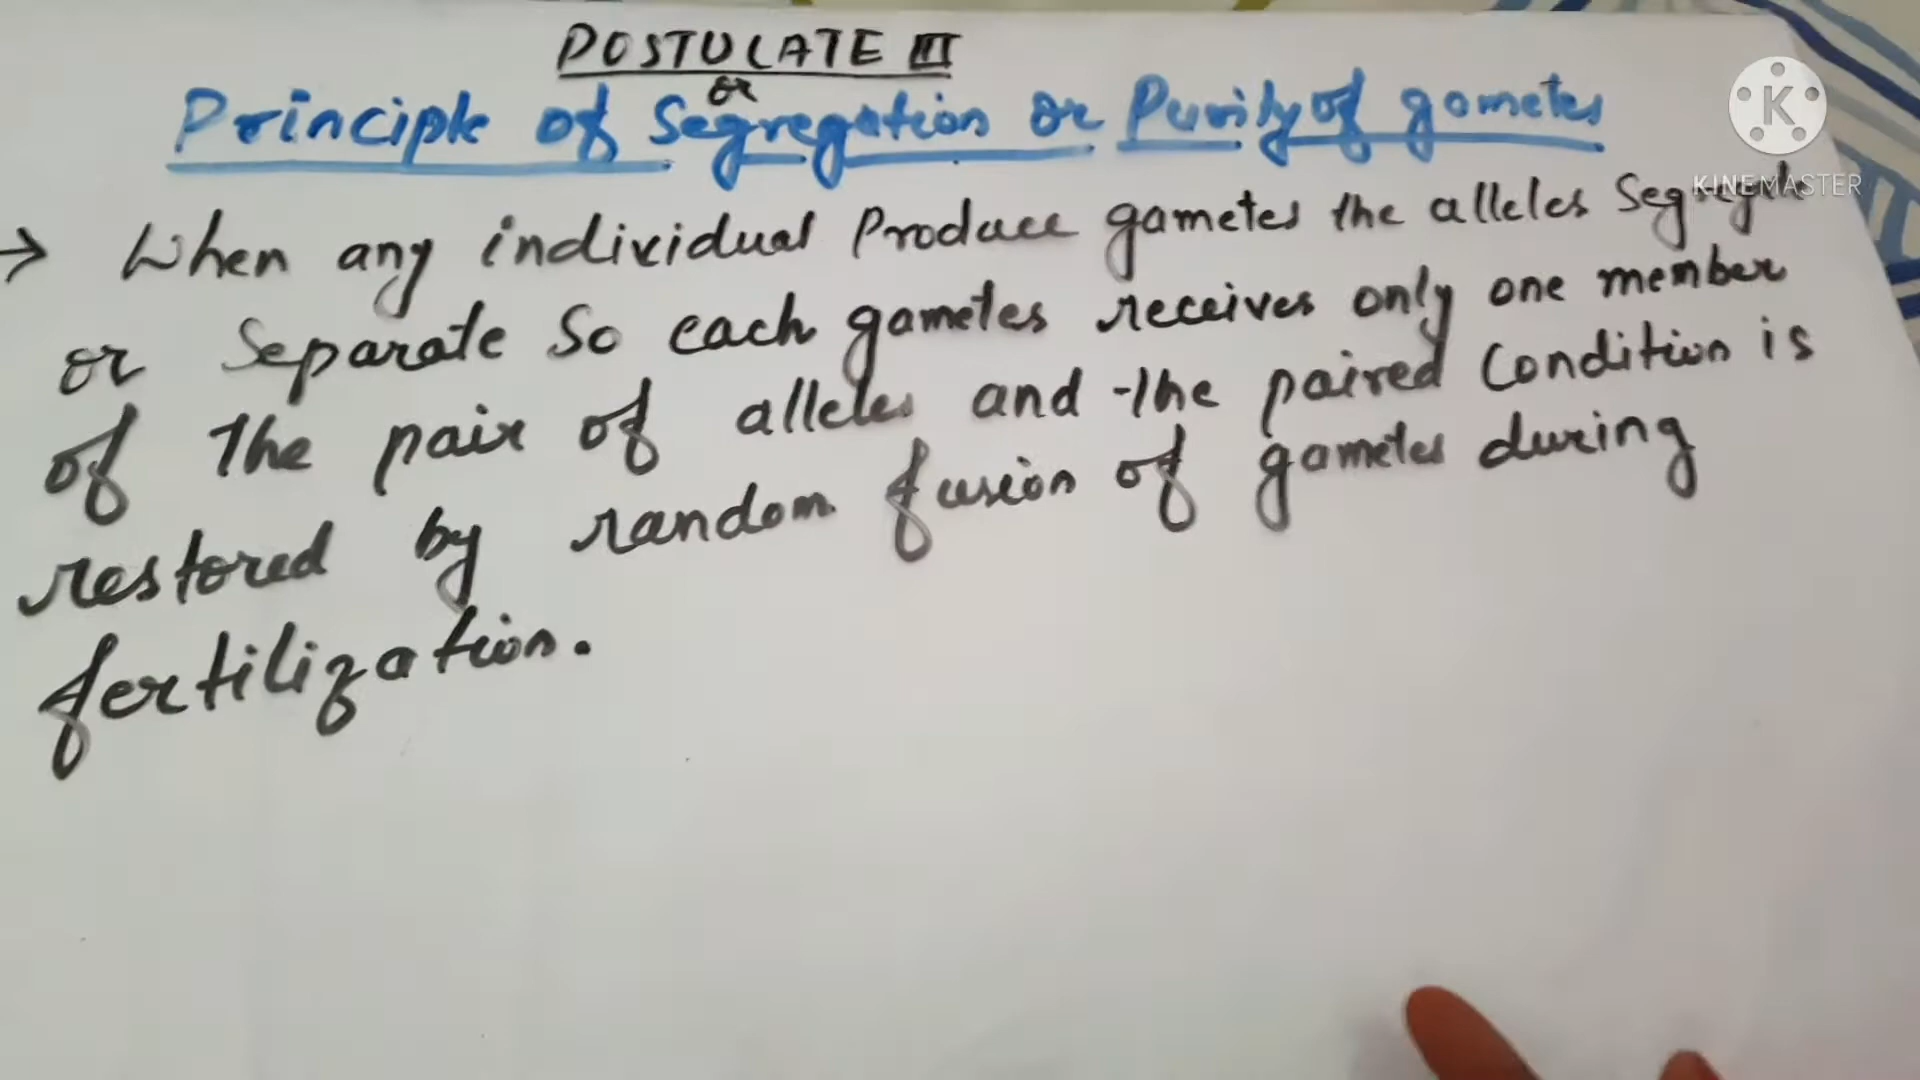 POSTULATE III
or
Principle of Segregation or Purity of gametes
→ When any individual Produce gametes the alleles Segregate
or Separate So each gametes receives only one member
of The pair of alleles and the paired Condition is
restored by random fusion of gametes during
fertilization.
K
KINEMASTER